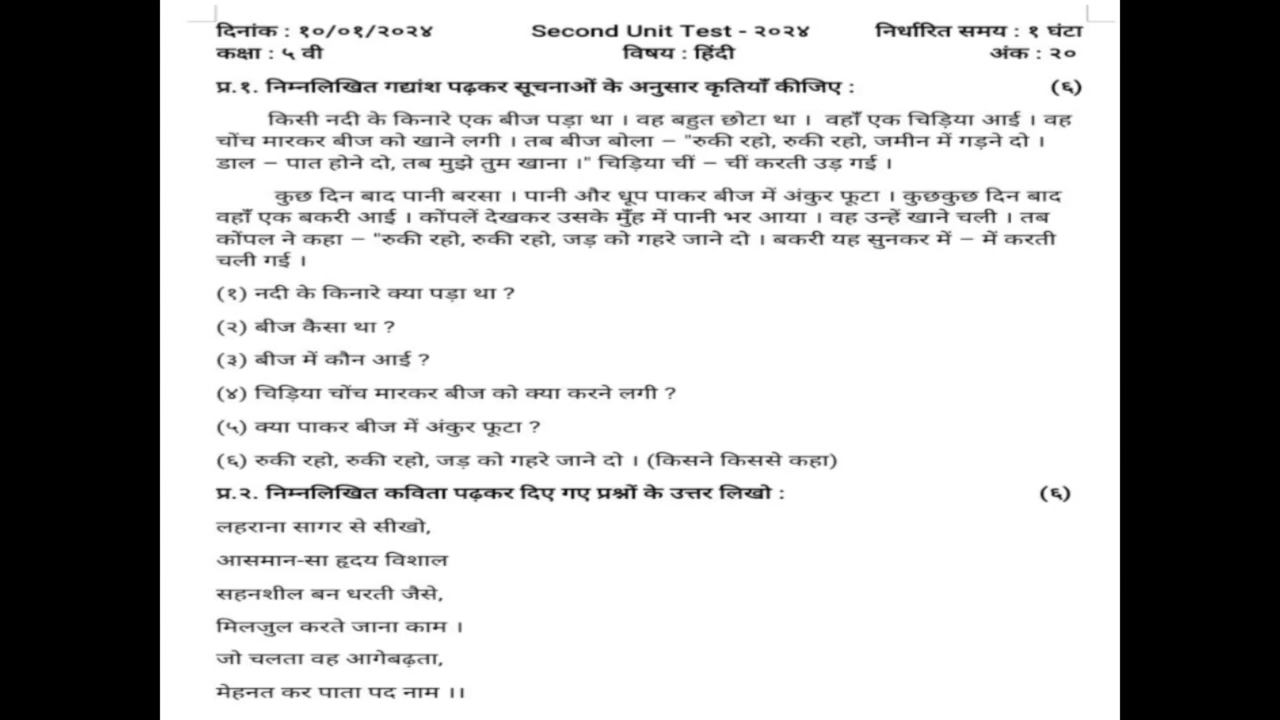 दिनांक : १०/०१/२०२४ Second Unit Test - २०२४ निर्धारित समय : १ घंटा
कक्षा : ५ वी विषय : हिंदी अंक : २०
प्र.१. निम्नलिखित गद्यांश पढ़कर सूचनाओं के अनुसार कृतियाँ कीजिए : (६)
किसी नदी के किनारे एक बीज पड़ा था । वह बहुत छोटा था । वहाँ एक चिड़िया आई । वह
चोंच मारकर बीज को खाने लगी । तब बीज बोला – "रुकी रहो, रुकी रहो, जमीन में गड़ने दो ।
डाल – पात होने दो, तब मुझे तुम खाना ।" चिड़िया चीं – चीं करती उड़ गई ।
कुछ दिन बाद पानी बरसा । पानी और धूप पाकर बीज में अंकुर फूटा । कुछकुछ दिन बाद
वहाँ एक बकरी आई । कोंपलें देखकर उसके मुँह में पानी भर आया । वह उन्हें खाने चली । तब
कोंपल ने कहा – "रुकी रहो, रुकी रहो, जड़ को गहरे जाने दो । बकरी यह सुनकर में – में करती
चली गई ।
(१) नदी के किनारे क्या पड़ा था ?
(२) बीज कैसा था ?
(३) बीज में कौन आई ?
(४) चिड़िया चोंच मारकर बीज को क्या करने लगी ?
(५) क्या पाकर बीज में अंकुर फूटा ?
(६) रुकी रहो, रुकी रहो, जड़ को गहरे जाने दो । (किसने किससे कहा)
प्र.२. निम्नलिखित कविता पढ़कर दिए गए प्रश्नों के उत्तर लिखो : (६)
लहराना सागर से सीखो,
आसमान-सा हृदय विशाल
सहनशील बन धरती जैसे,
मिलजुल करते जाना काम ।
जो चलता वह आगेबढ़ता,
मेहनत कर पाता पद नाम ।।